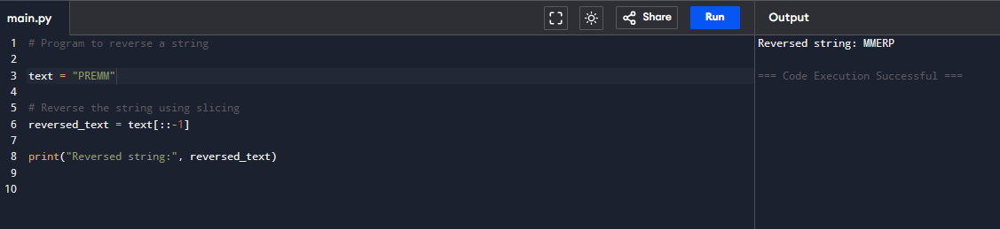 main.py
Share
Run
Output
1 # Program to reverse a string
2
3 text = "PREMM"
4
5 # Reverse the string using slicing
6 reversed_text = text[::-1]
7
8 print("Reversed string:", reversed_text)
9
10
Reversed string: MMERP
=== Code Execution Successful ===